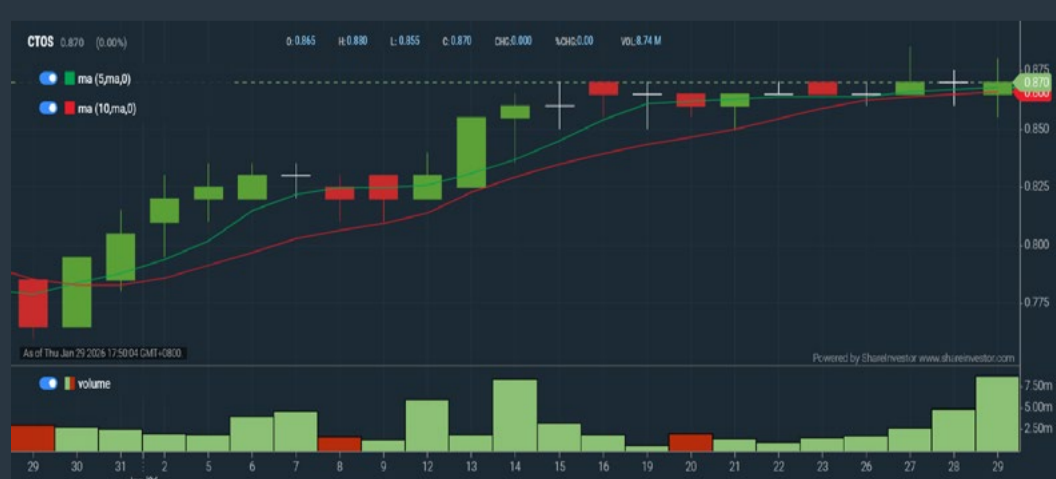 CTOS 0.870 (0.00%) O: 0.865 H: 0.880 L: 0.855 C: 0.870 CHG:0.000 %CHG:0.00 VOL:8.74 M
ma (5,ma,0)
ma (10,ma,0)
0.875
0.870
0.850
0.825
0.800
0.775
As of Thu Jan 29 2026 17:50:04 GMT+0800
Powered by ShareInvestor www.shareinvestor.com
volume
7.50m
5.00m
2.50m
29 30 31 2 5 6 7 8 9 12 13 14 15 16 19 20 21 22 23 26 27 28 29